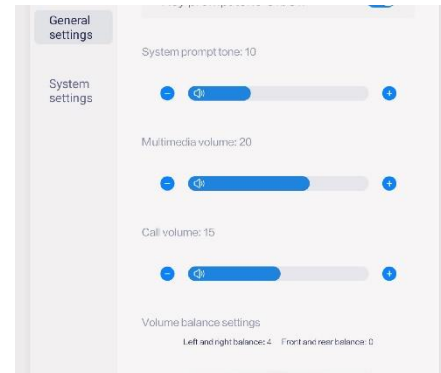 General
settings
System prompt tone: 10
System
settings
Multimedia volume: 20
Call volume: 15
Volume balance settings
Left and right balance: 4 Front and rear balance: 0